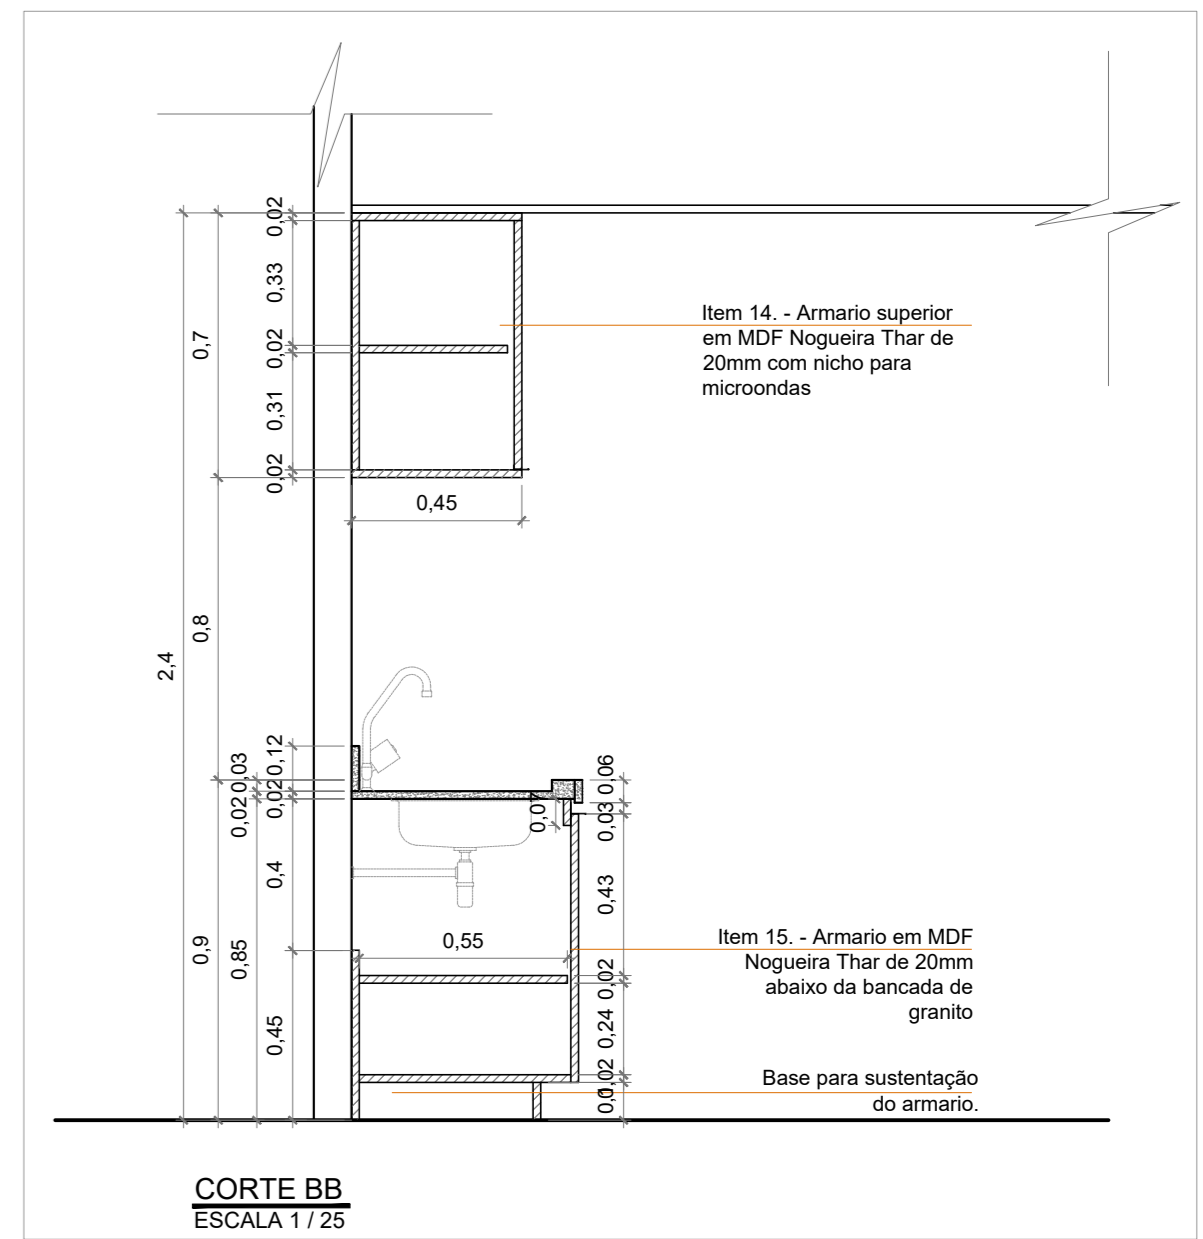 0,02
0,33
0,7
0,02
0,31
0,02
Item 14. - Armario superior
em MDF Nogueira Thar de
20mm com nicho para
microondas
0,45
0,8
2,4
0,12
0,03
0,02
0,02
0,06
0,07
0,03
0,4
0,43
0,9
0,85
0,55
Item 15. - Armario em MDF
Nogueira Thar de 20mm
abaixo da bancada de
granito
0,02
0,24
0,45
0,02
0,1
Base para sustentação
do armario.
CORTE BB
ESCALA 1 / 25